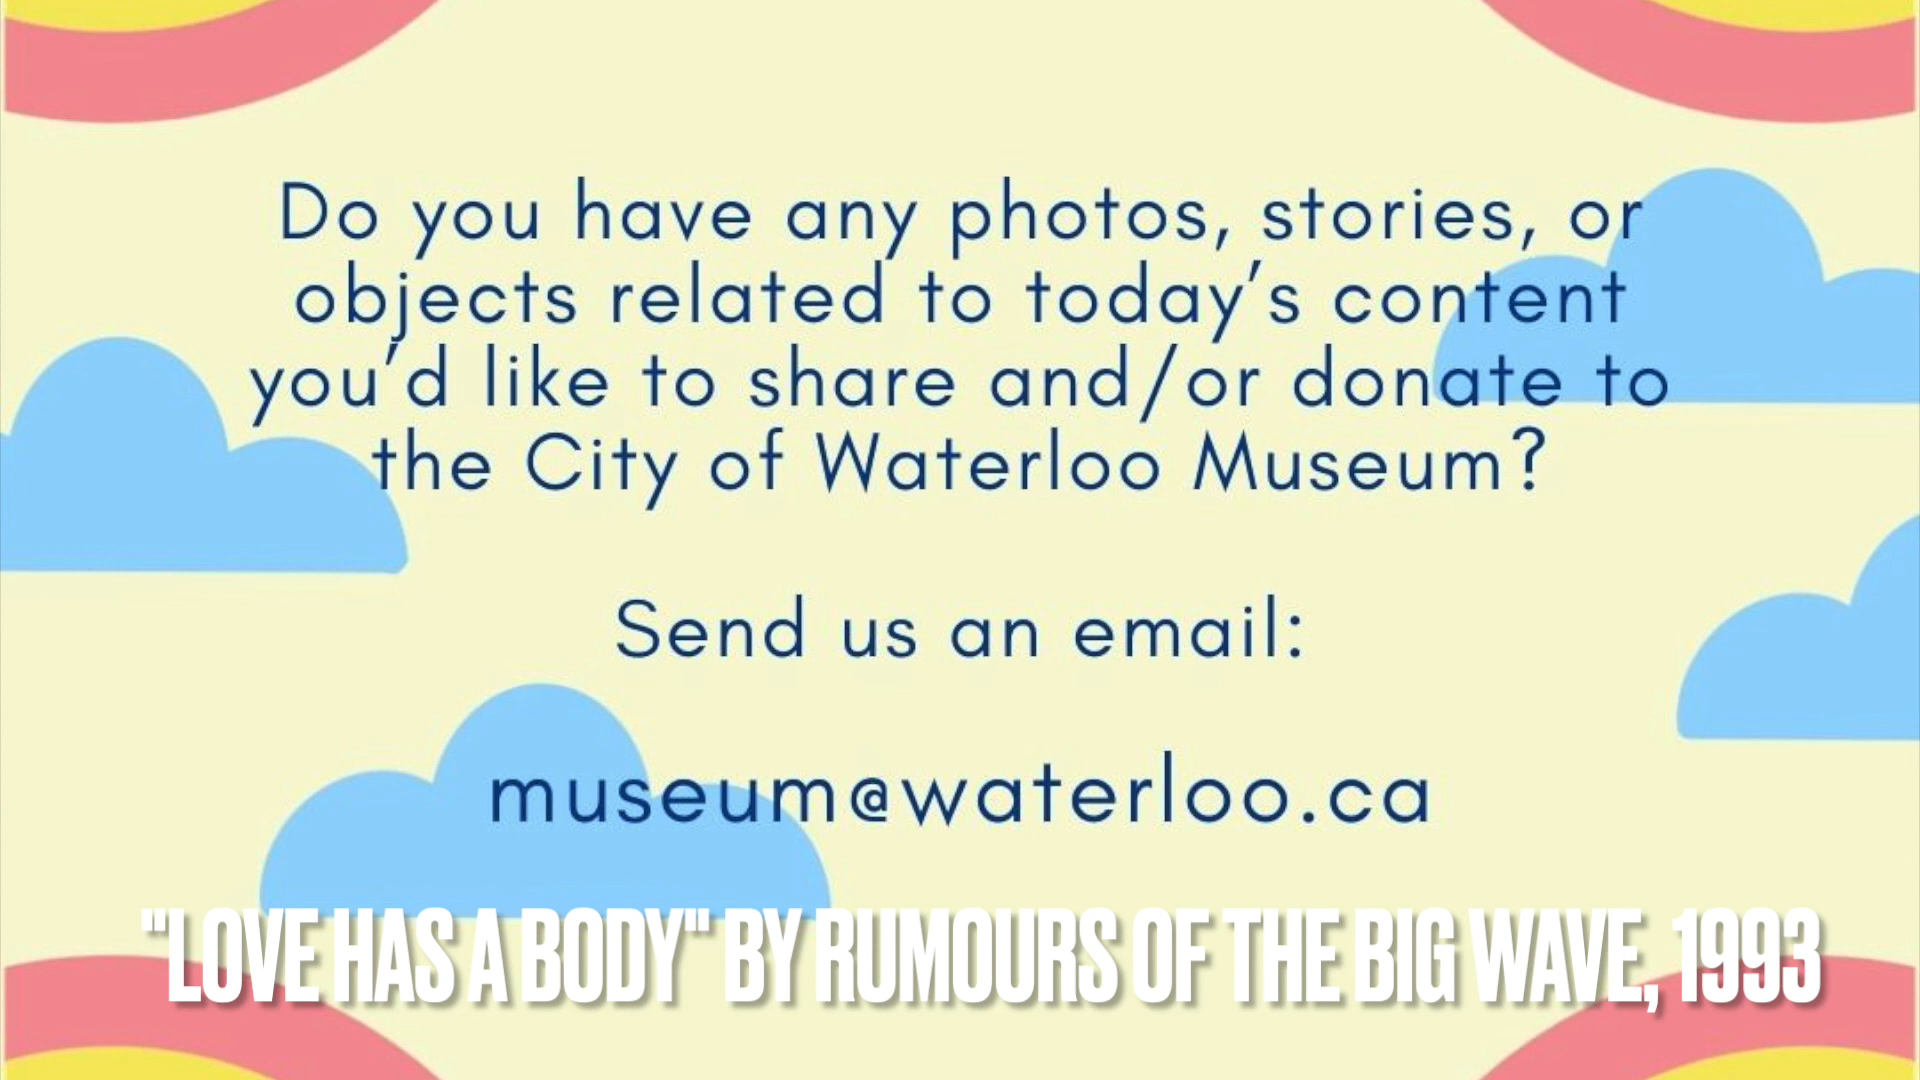 Do you have any photos, stories, or
objects related to today's content
you'd like to share and/or donate to
the City of Waterloo Museum?
Send us an email:
museum@waterloo.ca
"LOVE HAS A BODY" BY RUMOURS OF THE BIG WAVE, 1993